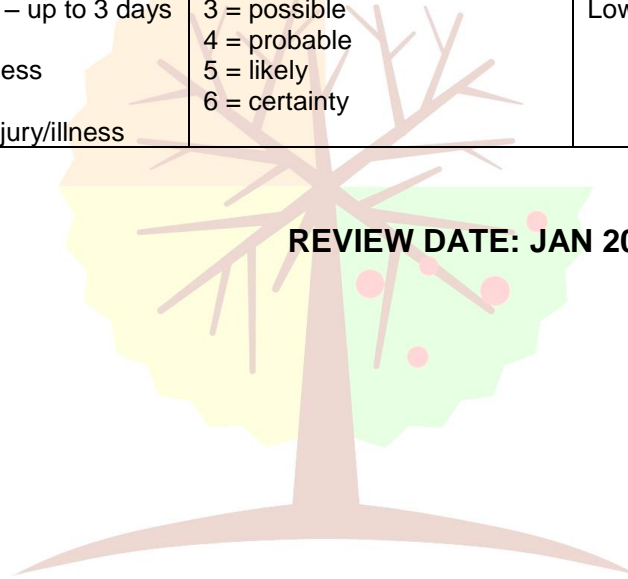 – up to 3 days
ess
jury/illness
3 = possible
4 = probable
5 = likely
6 = certainty
Low
REVIEW DATE: JAN 20